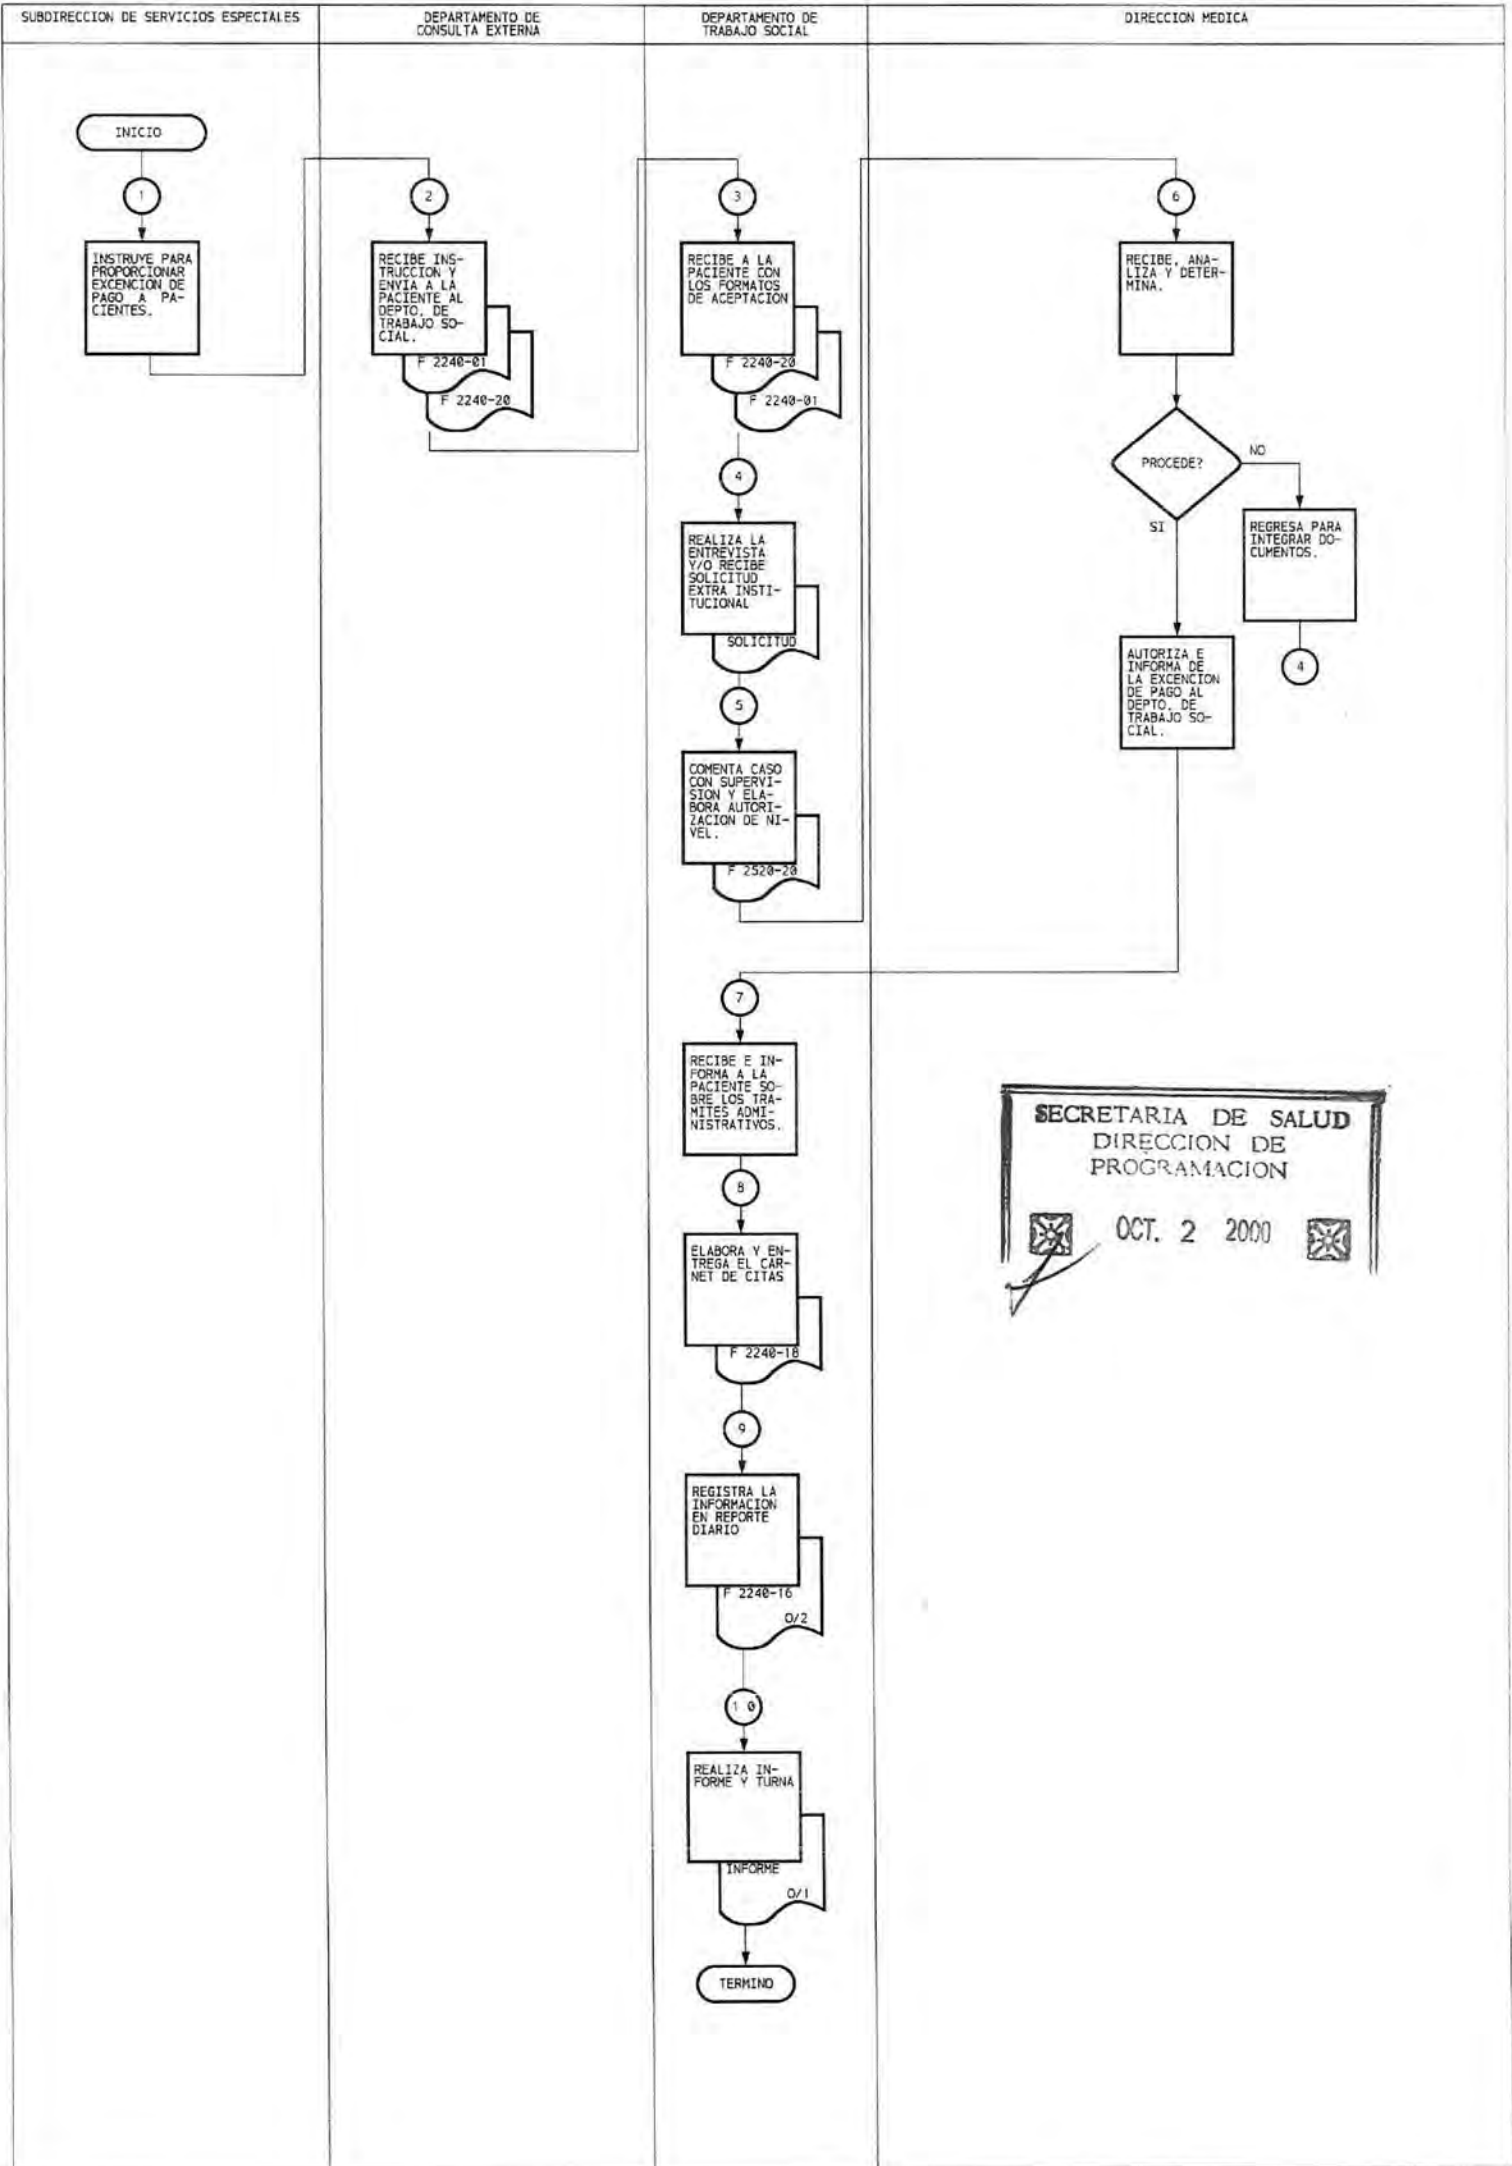 SUBDIRECCION DE SERVICIOS ESPECIALES
DEPARTAMENTO DE
CONSULTA EXTERNA
DEPARTAMENTO DE
TRABAJO SOCIAL
DIRECCION MEDICA
INICIO
1
INSTRUYE PARA
PROPORCIONAR
EXCENCION DE
PAGO A PA-
CIENTES.
2
RECIBE INS-
TRUCCION Y
ENVIA A LA
PACIENTE AL
DEPTO. DE
TRABAJO SO-
CIAL.
F 2240-01
F 2240-20
3
RECIBE A LA
PACIENTE CON
LOS FORMATOS
DE ACEPTACION
F 2240-20
F 2240-01
4
REALIZA LA
ENTREVISTA
Y/O RECIBE
SOLICITUD
EXTRA INSTI-
TUCIONAL
SOLICITUD
5
COMENTA CASO
CON SUPERVI-
SION Y ELA-
BORA AUTORI-
ZACION DE NI-
VEL.
F 2520-20
6
RECIBE, ANA-
LIZA Y DETER-
MINA.
PROCEDE?
NO
SI
REGRESA PARA
INTEGRAR DO-
CUMENTOS.
4
AUTORIZA E
INFORMA DE
LA EXCENCION
DE PAGO AL
DEPTO. DE
TRABAJO SO-
CIAL.
7
RECIBE E IN-
FORMA A LA
PACIENTE SO-
BRE LOS TRA-
MITES ADMI-
NISTRATIVOS.
8
ELABORA Y EN-
TREGA EL CAR-
NET DE CITAS
F 2240-18
9
REGISTRA LA
INFORMACION
EN REPORTE
DIARIO
F 2240-16
O/2
10
REALIZA IN-
FORME Y TURNA
INFORME
O/1
TERMINO
SECRETARIA DE SALUD
DIRECCION DE
PROGRAMACION
OCT. 2 2000